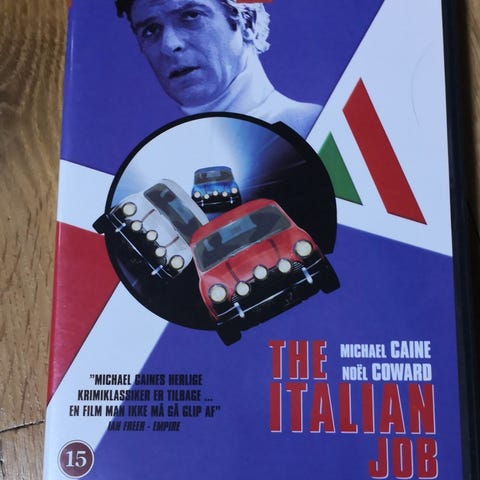 THE
MICHAEL CAINE
NOËL COWARD
ITALIAN
JOB
"MICHAEL CAINES HERLIGE
KRIMIKLASSIKER ER TILBAGE ...
EN FILM MAN IKKE MÅ GÅ GLIP AF"
IAN FREER - EMPIRE
15